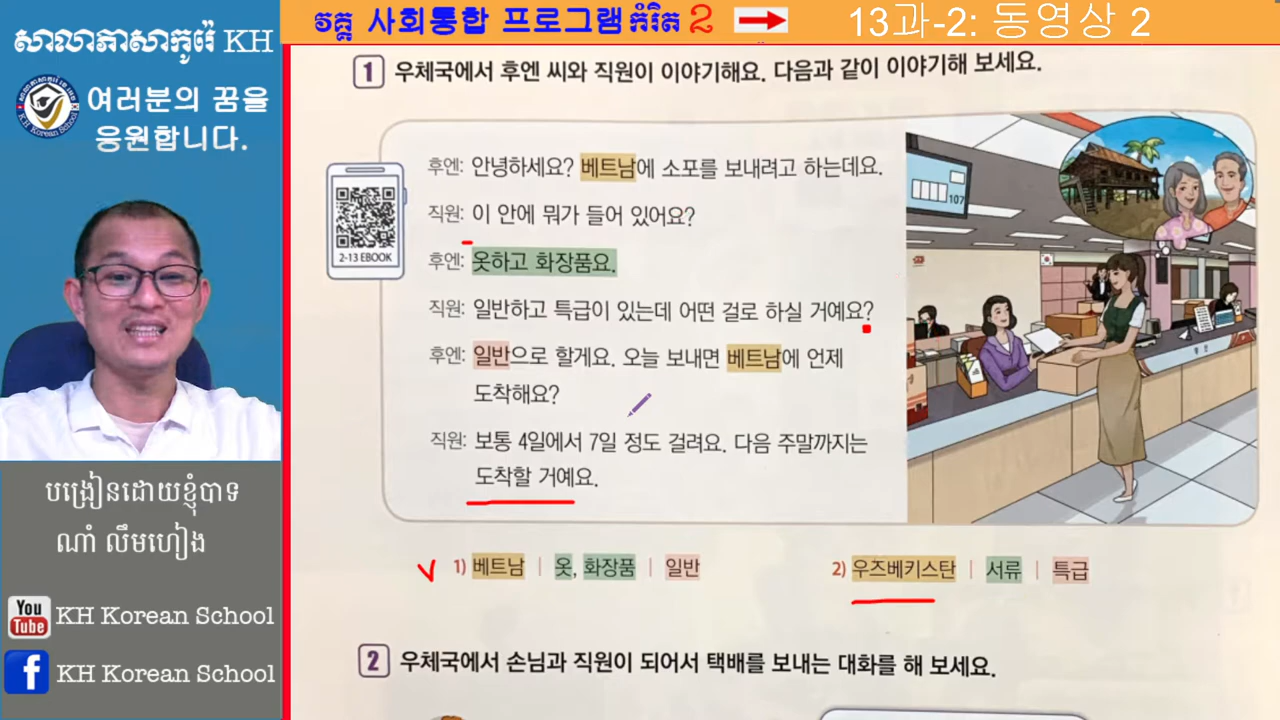 សាលាភាសាកូរ៉េ KH
여러분의 꿈을
응원합니다.
វគ្គ 사회통합 프로그램 កំរិត 2
13과-2: 동영상 2
1 우체국에서 후엔 씨와 직원이 이야기해요. 다음과 같이 이야기해 보세요.
2-13 EBOOK
후엔: 안녕하세요? 베트남에 소포를 보내려고 하는데요.
직원: 이 안에 뭐가 들어 있어요?
후엔: 옷하고 화장품요.
직원: 일반하고 특급이 있는데 어떤 걸로 하실 거예요?
후엔: 일반으로 할게요. 오늘 보내면 베트남에 언제
도착해요?
직원: 보통 4일에서 7일 정도 걸려요. 다음 주말까지는
도착할 거예요.
107
1) 베트남 | 옷, 화장품 | 일반
2) 우즈베키스탄 | 서류 | 특급
2 우체국에서 손님과 직원이 되어서 택배를 보내는 대화를 해 보세요.
បង្រៀនដោយខ្ញុំបាទ
ណាំ លឹមហៀង
You Tube KH Korean School
f KH Korean School